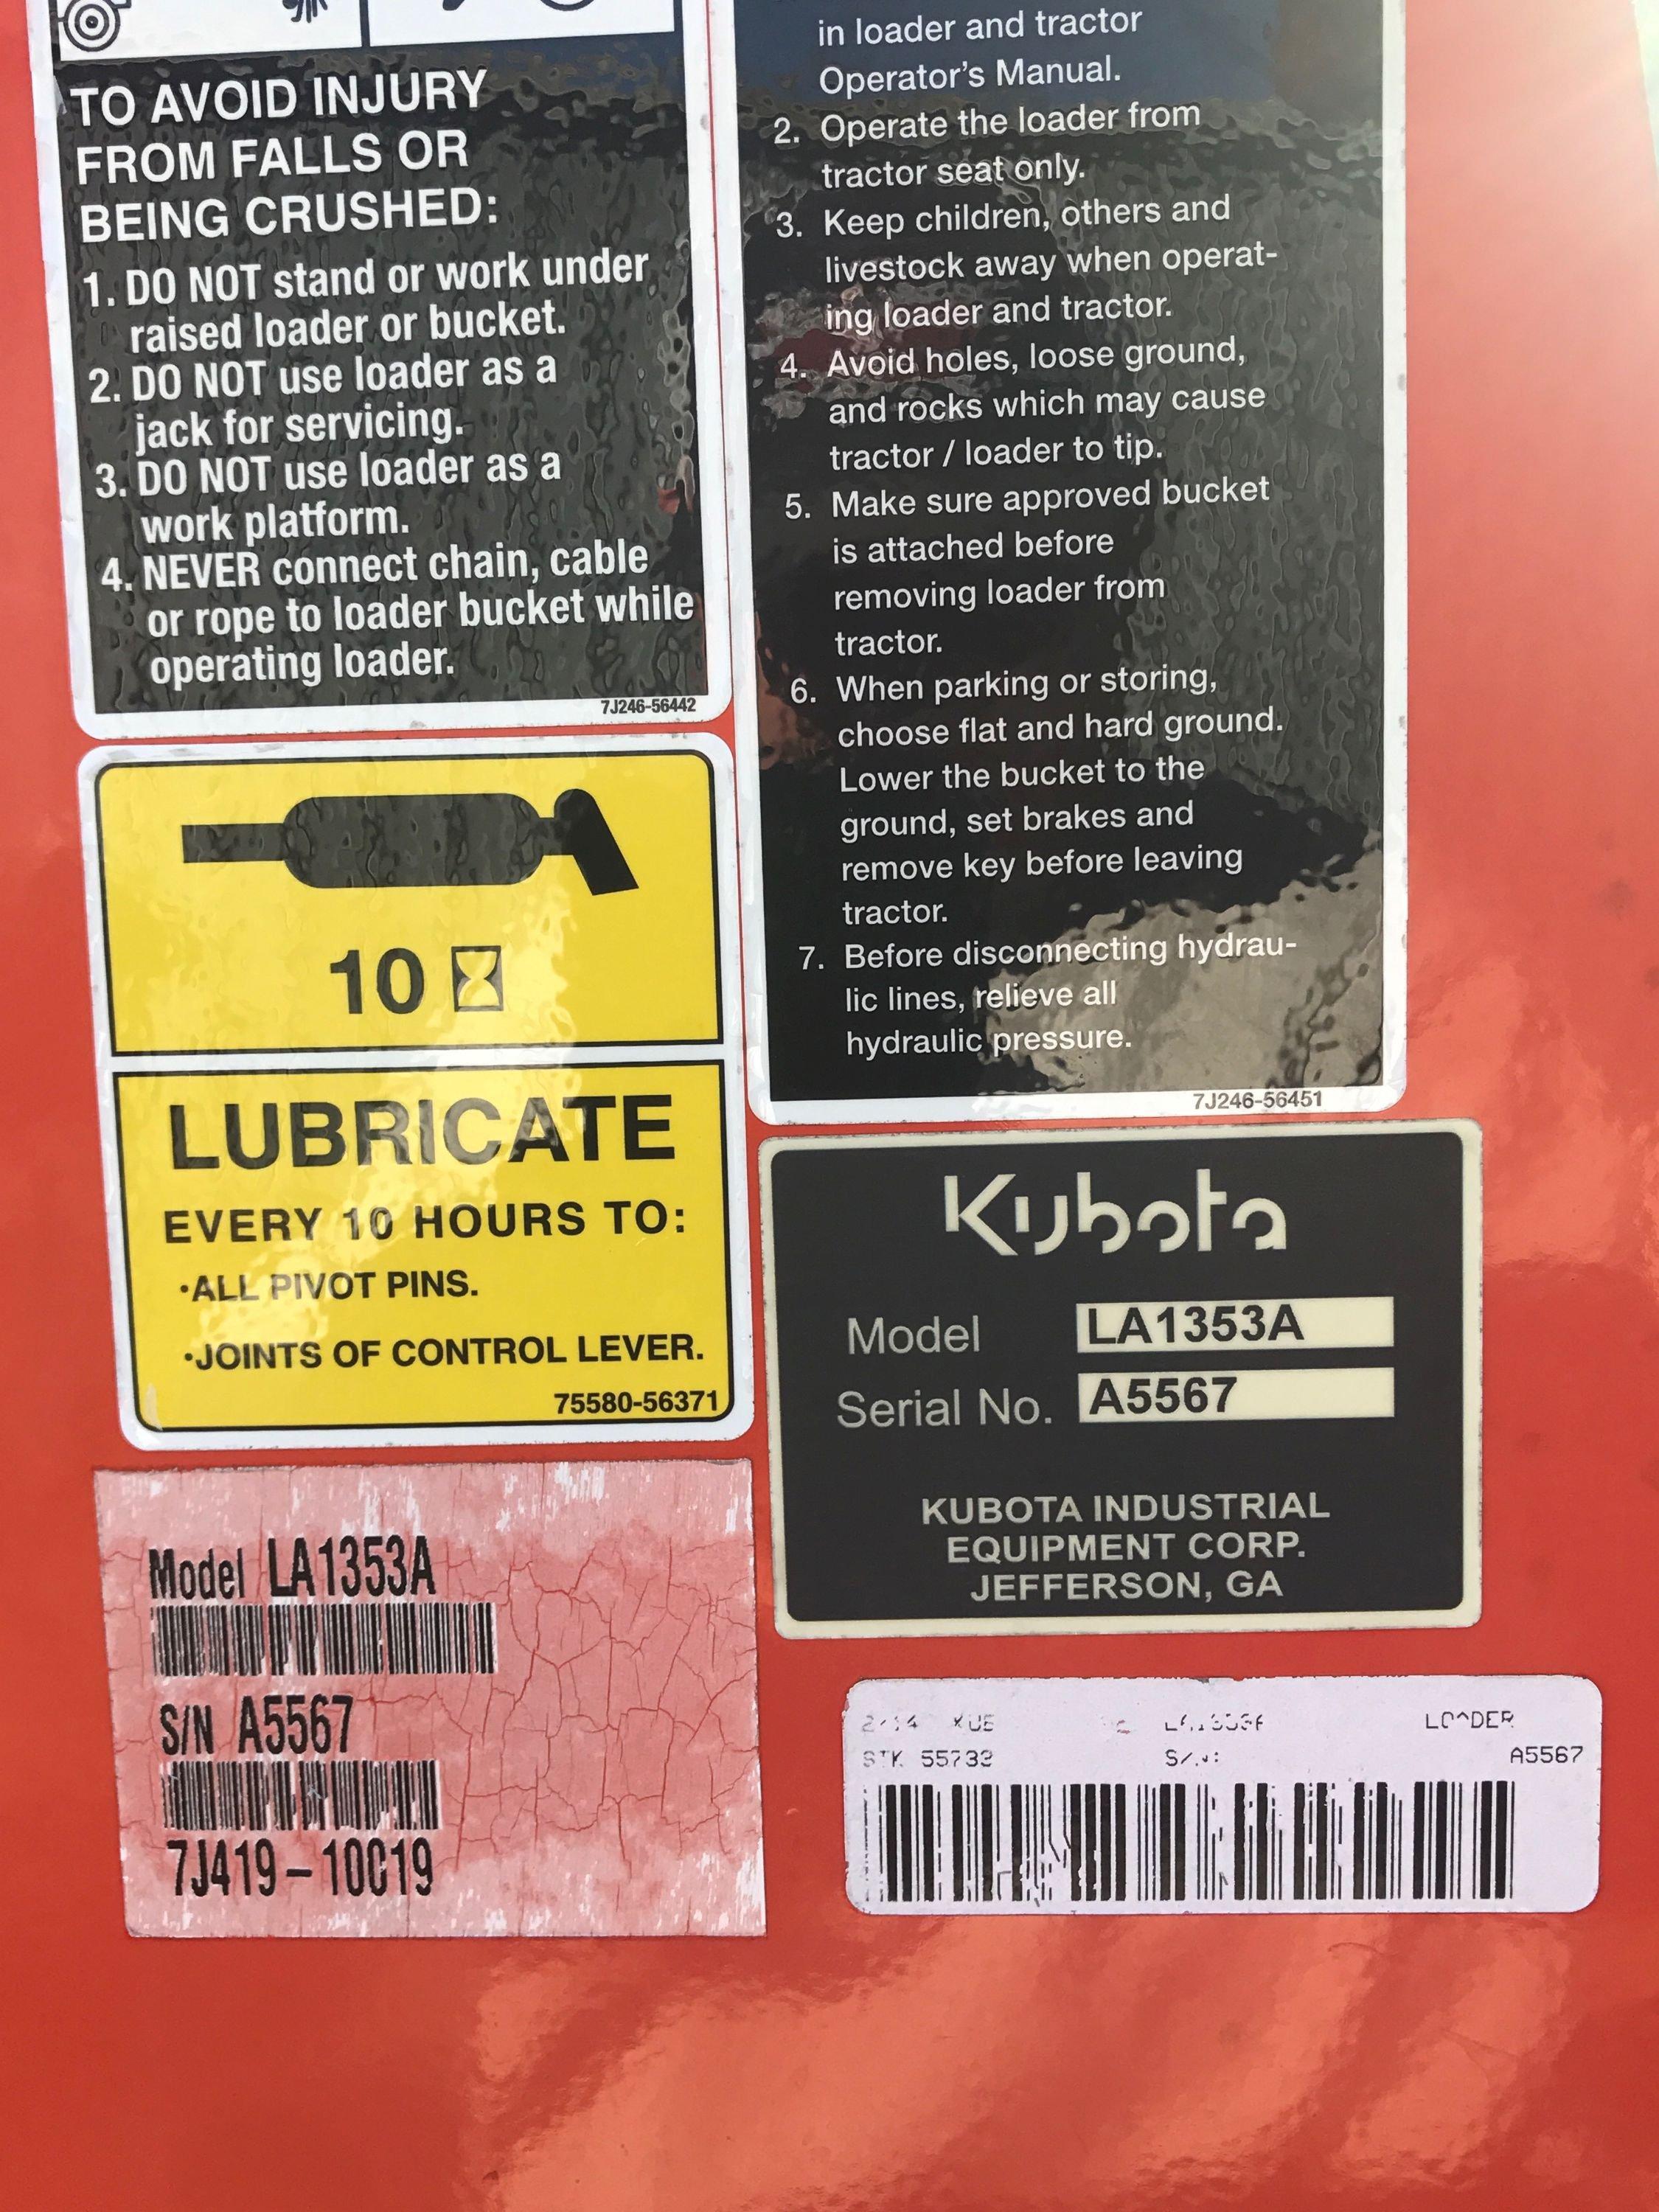 TO AVOID INJURY
FROM FALLS OR
BEING CRUSHED:
1. DO NOT stand or work under
raised loader or bucket.
2. DO NOT use loader as a
jack for servicing.
3. DO NOT use loader as a
work platform.
4. NEVER connect chain, cable
or rope to loader bucket while
operating loader.
7J246-56442
in loader and tractor
Operator's Manual.
2. Operate the loader from
tractor seat only.
3. Keep children, others and
livestock away when operat-
ing loader and tractor.
4. Avoid holes, loose ground,
and rocks which may cause
tractor / loader to tip.
5. Make sure approved bucket
is attached before
removing loader from
tractor.
6. When parking or storing,
choose flat and hard ground.
Lower the bucket to the
ground, set brakes and
remove key before leaving
tractor.
7. Before disconnecting hydrau-
lic lines, relieve all
hydraulic pressure.
7J246-56451
10
LUBRICATE
EVERY 10 HOURS TO:
•ALL PIVOT PINS.
•JOINTS OF CONTROL LEVER.
75580-56371
Kubota
Model LA1353A
Serial No. A5567
KUBOTA INDUSTRIAL
EQUIPMENT CORP.
JEFFERSON, GA
Model LA1353A
S/N A5567
7J419-10019
LOADER
STK A5567